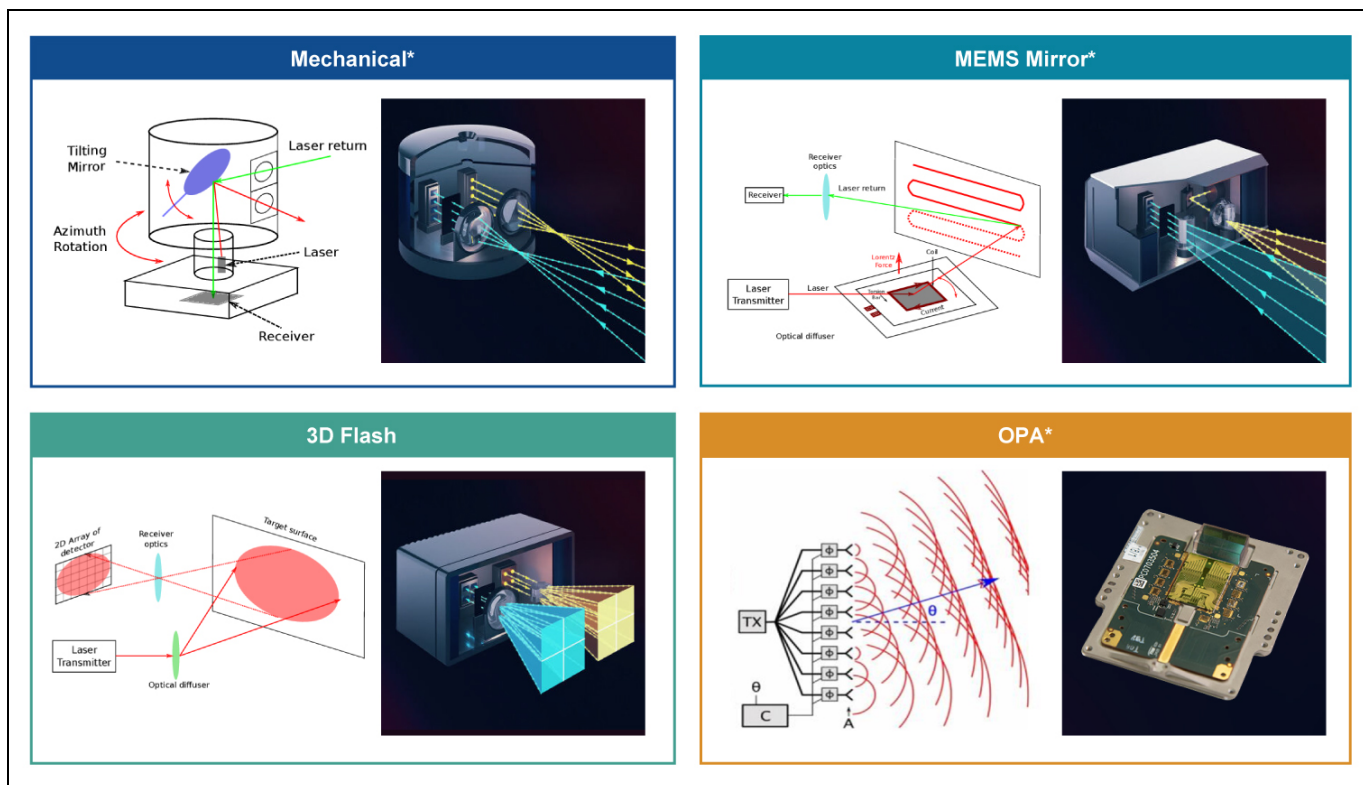 Mechanical*
Tilting
Mirror
Laser return
Azimuth
Rotation
Laser
Receiver
MEMS Mirror*
Receiver
optics
Receiver
Laser return
Lorentz
Force
Coil
Laser
Transmitter
Laser
Torsion
Bar
Current
Optical diffuser
3D Flash
2D Array of
detector
Receiver
optics
Target surface
Laser
Transmitter
Optical diffuser
OPA*
TX
Φ
Φ
Φ
Φ
Φ
Φ
Φ
Φ
θ
θ
C
A